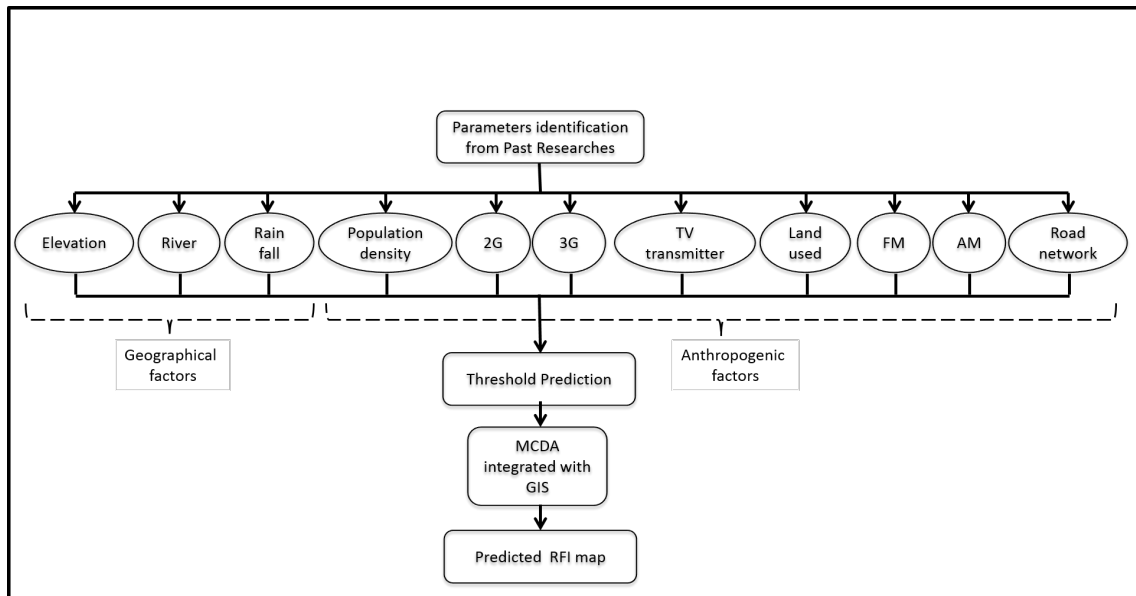 Parameters identification
from Past Researches
Elevation
River
Rain
fall
Population
density
2G
3G
TV
transmitter
Land
used
FM
AM
Road
network
Geographical
factors
Anthropogenic
factors
Threshold Prediction
MCDA
integrated with
GIS
Predicted RFI map